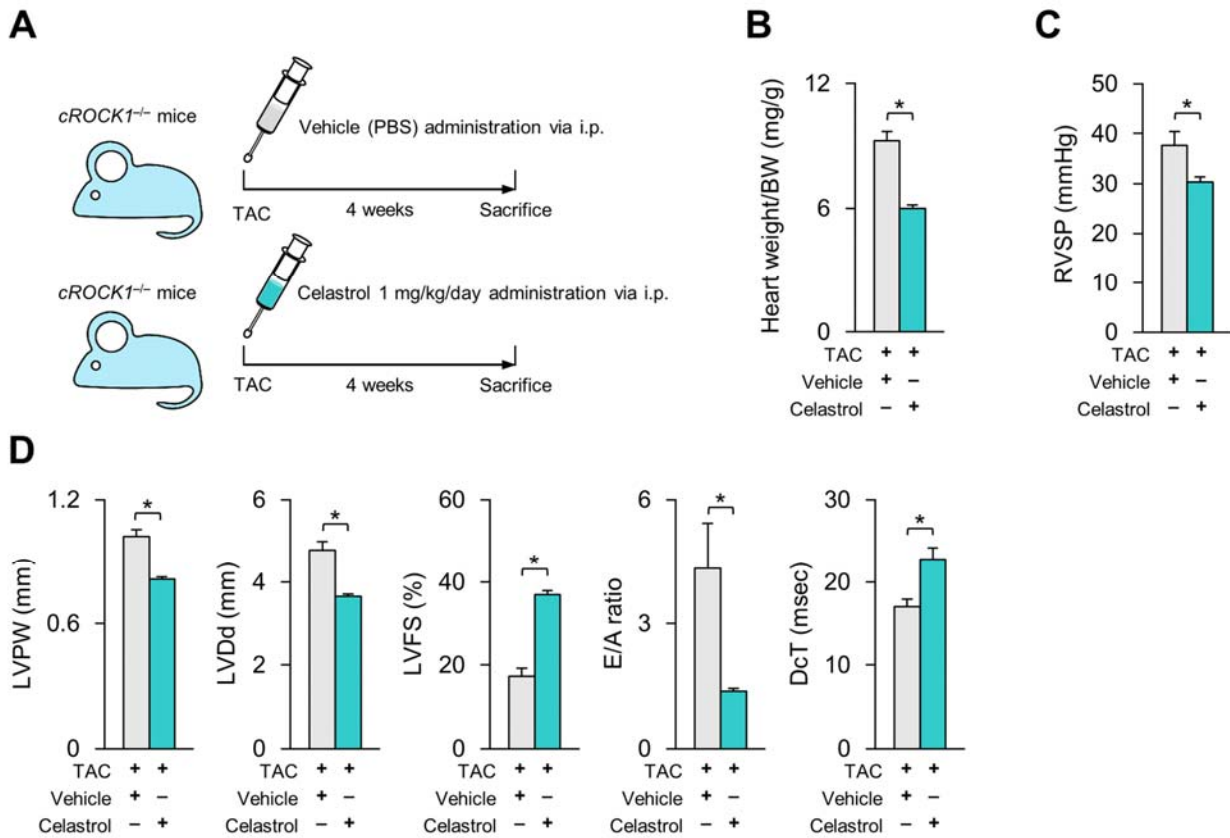 A
cROCK1–/– mice
Vehicle (PBS) administration via i.p.
TAC 4 weeks Sacrifice
cROCK1–/– mice
Celastrol 1 mg/kg/day administration via i.p.
TAC 4 weeks Sacrifice
B
Heart weight/BW (mg/g)
12
6
0
*
TAC + +
Vehicle + –
Celastrol – +
C
RVSP (mmHg)
50
40
30
20
10
0
*
TAC + +
Vehicle + –
Celastrol – +
D
LVPW (mm)
1.2
0.6
0
*
TAC + +
Vehicle + –
Celastrol – +
LVDd (mm)
6
4
2
0
*
TAC + +
Vehicle + –
Celastrol – +
LVFS (%)
60
40
20
0
*
TAC + +
Vehicle + –
Celastrol – +
E/A ratio
6
3
0
*
TAC + +
Vehicle + –
Celastrol – +
DcT (msec)
30
20
10
0
*
TAC + +
Vehicle + –
Celastrol – +